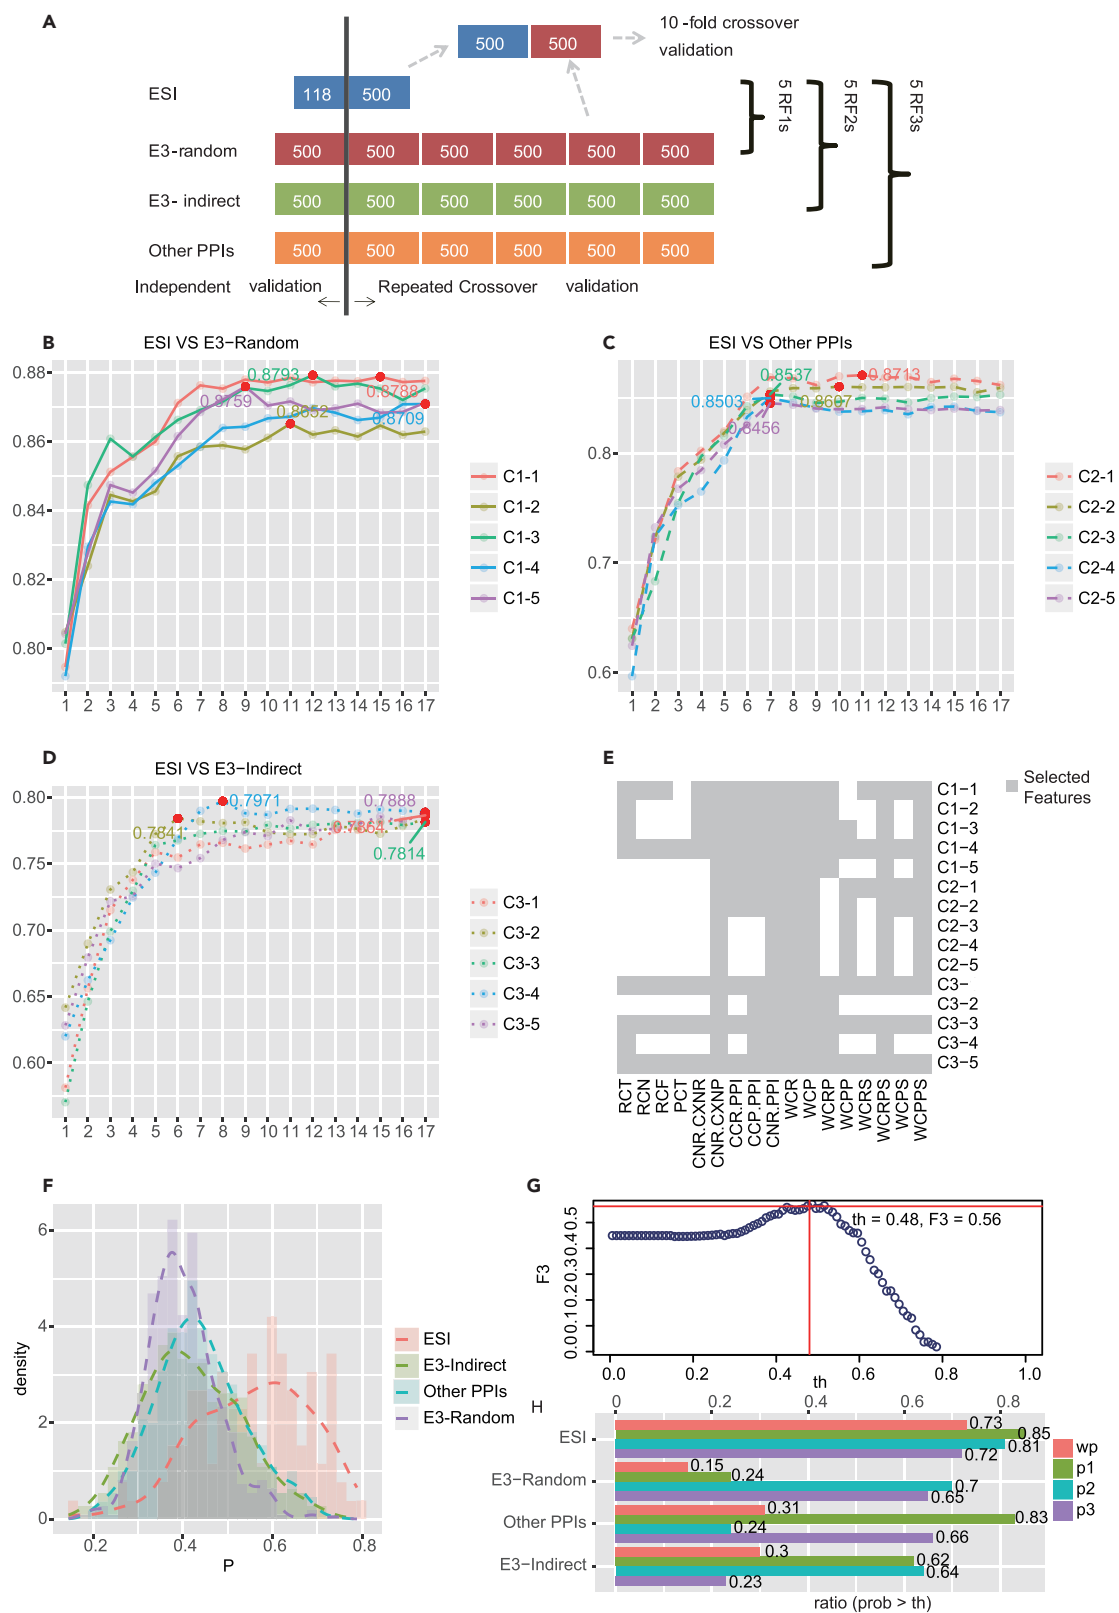 A
500 500
10 -fold crossover
validation
ESI
118 500
E3-random
500 500 500 500 500 500
E3- indirect
500 500 500 500 500 500
Other PPIs
500 500 500 500 500 500
Independent validation
Repeated Crossover validation
5 RF1s
5 RF2s
5 RF3s
B
ESI VS E3−Random
0.88
0.86
0.84
0.82
0.80
0.8793
0.8788
0.8759
0.8709
1 2 3 4 5 6 7 8 9 10 11 12 13 14 15 16 17
C1-1
C1-2
C1-3
C1-4
C1-5
C
ESI VS Other PPIs
0.8
0.7
0.6
0.8537
0.8713
0.8503
0.8607
0.8456
1 2 3 4 5 6 7 8 9 10 11 12 13 14 15 16 17
C2-1
C2-2
C2-3
C2-4
C2-5
D
ESI VS E3−Indirect
0.80
0.75
0.70
0.65
0.60
0.7971
0.7888
0.7841
0.7864
0.7814
1 2 3 4 5 6 7 8 9 10 11 12 13 14 15 16 17
C3-1
C3-2
C3-3
C3-4
C3-5
E
Selected
Features
C1−1
C1−2
C1−3
C1−4
C1−5
C2−1
C2−2
C2−3
C2−4
C2−5
C3−
C3−2
C3−3
C3−4
C3−5
RCT
RCN
RCF
PCT
CNR.CXNR
CNR.CXNP
CCR.PPI
CCP.PPI
CNR.PPI
WCR
WCP
WCRP
WCPP
WCRS
WCRPS
WCPS
WCPPS
F
6
4
2
0
density
0.2 0.4 0.6 0.8
P
ESI
E3-Indirect
Other PPIs
E3-Random
G
F3
0.0 0.1 0.2 0.3 0.4 0.5
th = 0.48, F3 = 0.56
0.0 0.2 0.4 0.6 0.8 1.0
th
H
0 0.2 0.4 0.6 0.8
ESI
0.73
0.85
0.81
0.72
E3−Random
0.15
0.24
0.7
0.65
Other PPIs
0.31
0.83
0.24
0.66
E3−Indirect
0.3
0.62
0.64
0.23
ratio (prob > th)
wp
p1
p2
p3